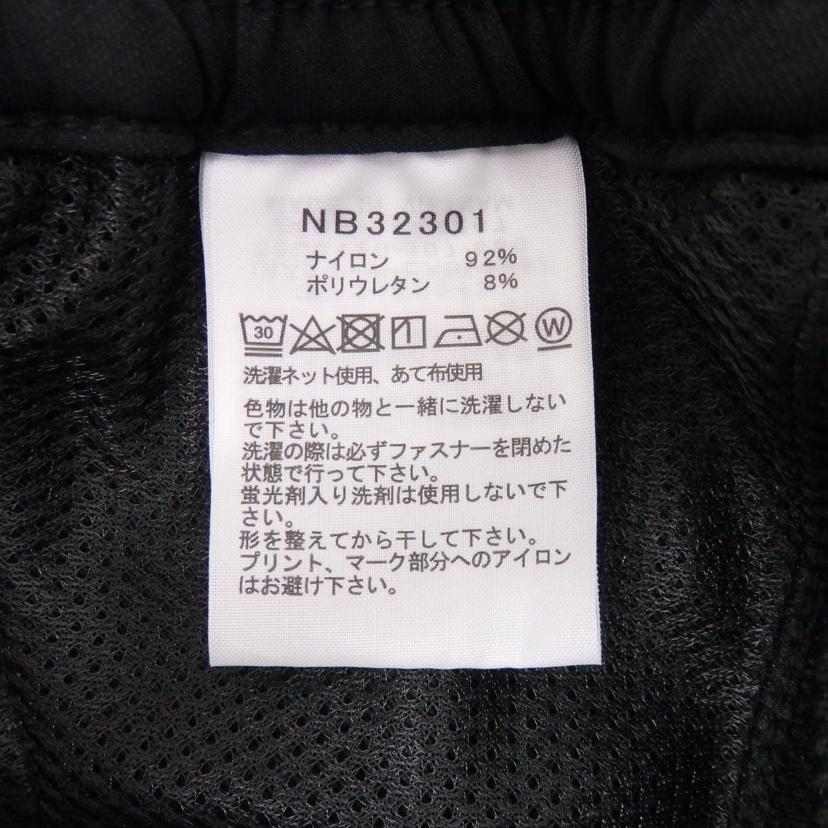 NB32301
ナイロン 92%
ポリウレタン 8%
30 W
洗濯ネット使用、あて布使用
色物は他の物と一緒に洗濯しない
で下さい。
洗濯の際は必ずファスナーを閉めた
状態で行って下さい。
蛍光剤入り洗剤は使用しないで下
さい。
形を整えてから干して下さい。
プリント、マーク部分へのアイロン
はお避け下さい。